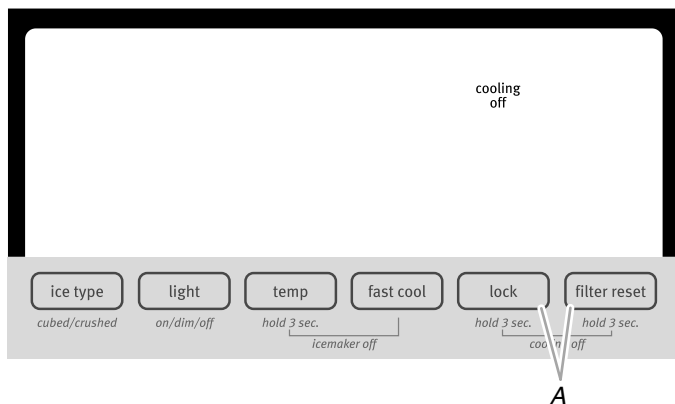 cooling
off
ice type
light
temp
fast cool
lock
filter reset
cubed/crushed
on/dim/off
hold 3 sec.
hold 3 sec.
hold 3 sec.
icemaker off
cooling off
A